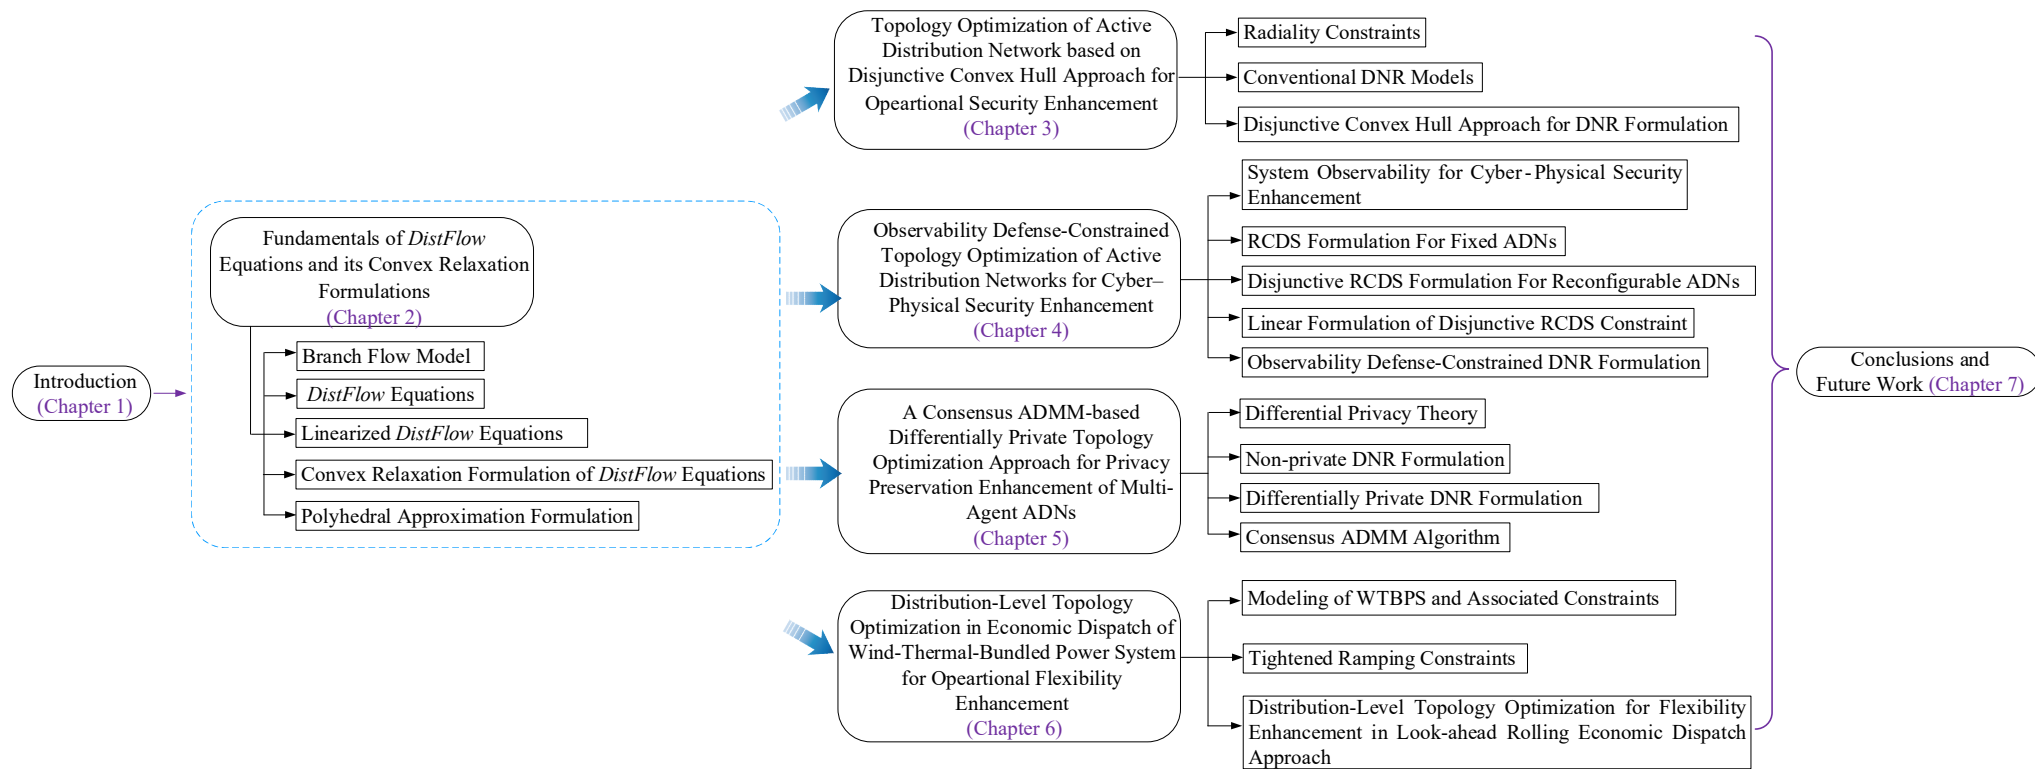 Introduction
(Chapter 1)
Fundamentals of DistFlow
Equations and its Convex Relaxation
Formulations
(Chapter 2)
Branch Flow Model
DistFlow Equations
Linearized DistFlow Equations
Convex Relaxation Formulation of DistFlow Equations
Polyhedral Approximation Formulation
Topology Optimization of Active
Distribution Network based on
Disjunctive Convex Hull Approach for
Opeartional Security Enhancement
(Chapter 3)
Radiality Constraints
Conventional DNR Models
Disjunctive Convex Hull Approach for DNR Formulation
Observability Defense-Constrained
Topology Optimization of Active
Distribution Networks for Cyber–
Physical Security Enhancement
(Chapter 4)
System Observability for Cyber-Physical Security
Enhancement
RCDS Formulation For Fixed ADNs
Disjunctive RCDS Formulation For Reconfigurable ADNs
Linear Formulation of Disjunctive RCDS Constraint
Observability Defense-Constrained DNR Formulation
A Consensus ADMM-based
Differentially Private Topology
Optimization Approach for Privacy
Preservation Enhancement of Multi-
Agent ADNs
(Chapter 5)
Differential Privacy Theory
Non-private DNR Formulation
Differentially Private DNR Formulation
Consensus ADMM Algorithm
Distribution-Level Topology
Optimization in Economic Dispatch of
Wind-Thermal-Bundled Power System
for Opeartional Flexibility
Enhancement
(Chapter 6)
Modeling of WTBPS and Associated Constraints
Tightened Ramping Constraints
Distribution-Level Topology Optimization for Flexibility
Enhancement in Look-ahead Rolling Economic Dispatch
Approach
Conclusions and
Future Work (Chapter 7)